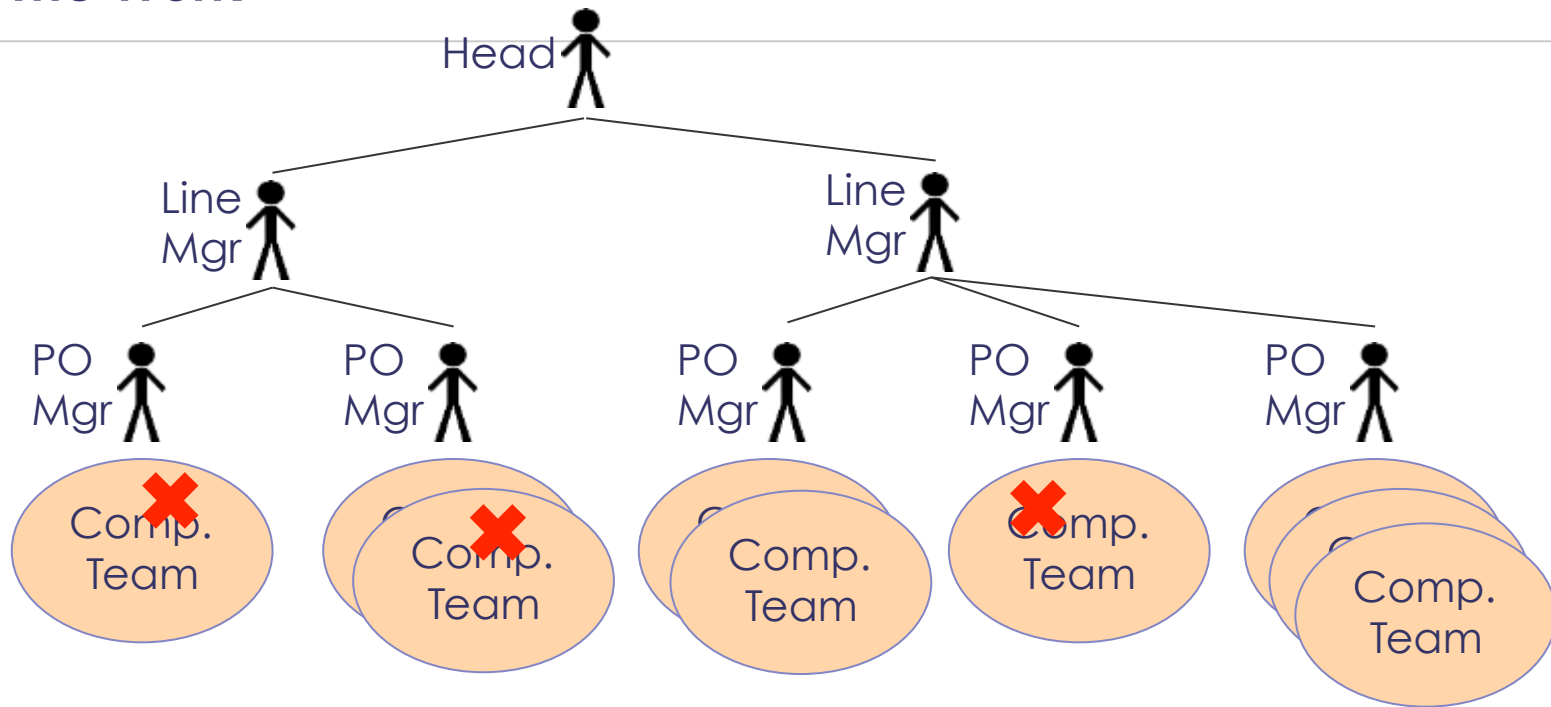 Head
Line
Mgr
Line
Mgr
PO
Mgr
PO
Mgr
PO
Mgr
PO
Mgr
PO
Mgr
Comp.
Team
Comp.
Team
Comp.
Team
Comp.
Team
Comp.
Team